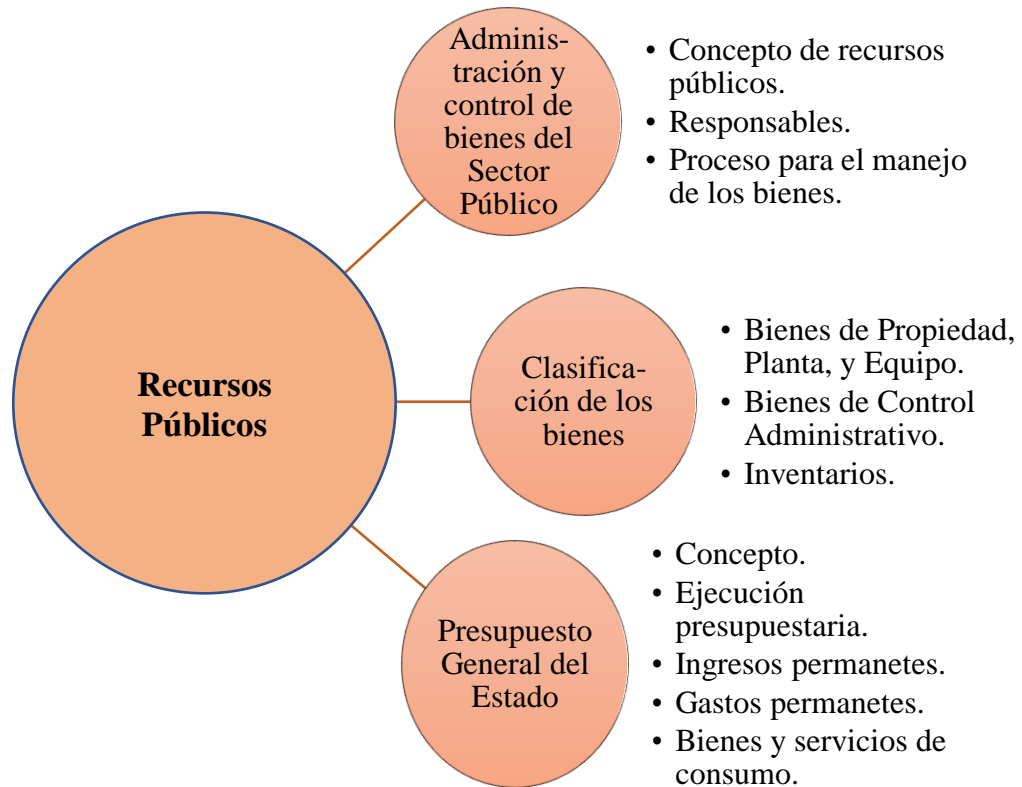 Recursos
Públicos
Adminis-
tración y
control de
bienes del
Sector
Público
• Concepto de recursos
públicos.
• Responsables.
• Proceso para el manejo
de los bienes.
Clasifica-
ción de los
bienes
• Bienes de Propiedad,
Planta, y Equipo.
• Bienes de Control
Administrativo.
• Inventarios.
Presupuesto
General del
Estado
• Concepto.
• Ejecución
presupuestaria.
• Ingresos permanetes.
• Gastos permanetes.
• Bienes y servicios de
consumo.